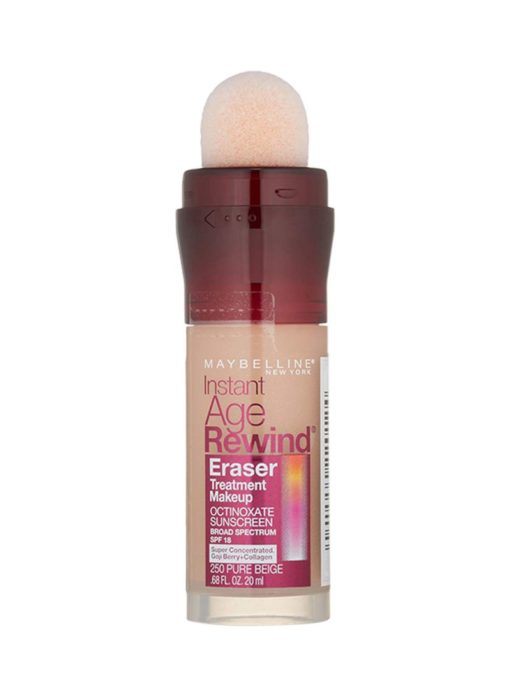 MAYBELLINE®
NEW YORK
Instant
Age
Rewind®
Eraser
Treatment
Makeup
OCTINOXATE
SUNSCREEN
BROAD SPECTRUM
SPF 18
Super Concentrated.
Goji Berry+Collagen
250 PURE BEIGE
.68 FL. OZ. 20 ml